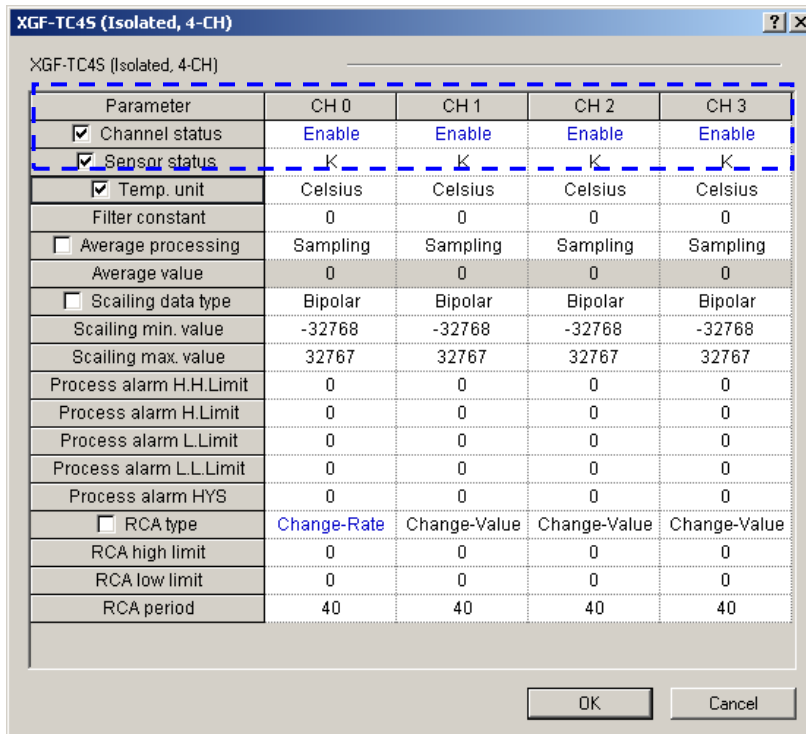 XGF-TC4S (Isolated, 4-CH)
XGF-TC4S (Isolated, 4-CH)
Parameter CH 0 CH 1 CH 2 CH 3
Channel status Enable Enable Enable Enable
Sensor status K K K K
Temp. unit Celsius Celsius Celsius Celsius
Filter constant 0 0 0 0
Average processing Sampling Sampling Sampling Sampling
Average value 0 0 0 0
Scailing data type Bipolar Bipolar Bipolar Bipolar
Scailing min. value -32768 -32768 -32768 -32768
Scailing max. value 32767 32767 32767 32767
Process alarm H.H.Limit 0 0 0 0
Process alarm H.Limit 0 0 0 0
Process alarm L.Limit 0 0 0 0
Process alarm L.L.Limit 0 0 0 0
Process alarm HYS 0 0 0 0
RCA type Change-Rate Change-Value Change-Value Change-Value
RCA high limit 0 0 0 0
RCA low limit 0 0 0 0
RCA period 40 40 40 40
OK Cancel